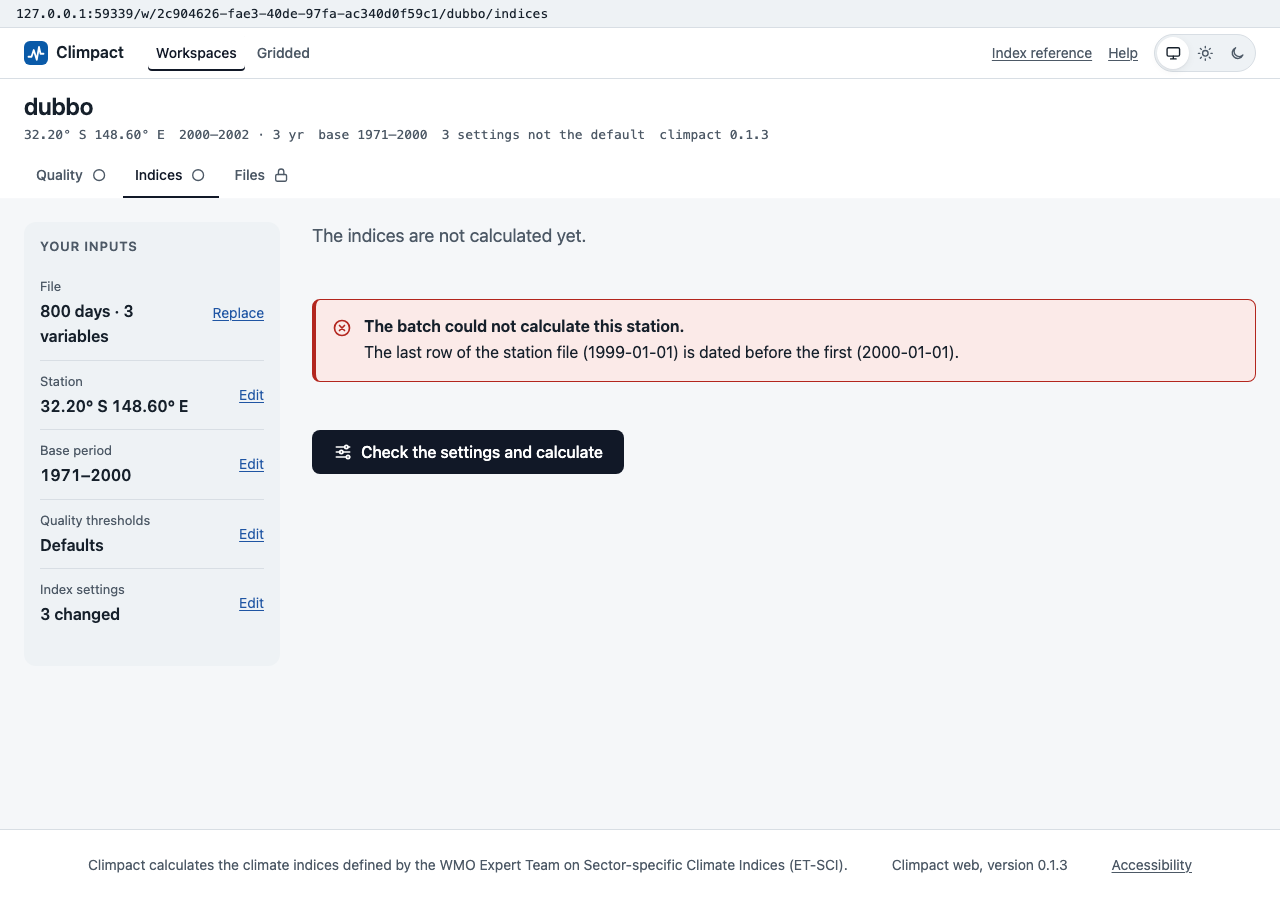 127.0.0.1:59339/w/2c904626-fae3-40de-97fa-ac340d0f59c1/dubbo/indices
Climpact
Workspaces
Gridded
Index reference
Help
dubbo
32.20° S 148.60° E 2000–2002 · 3 yr base 1971–2000 3 settings not the default climpact 0.1.3
Quality
Indices
Files
YOUR INPUTS
File
800 days · 3
variables
Replace
Station
32.20° S 148.60° E
Edit
Base period
1971–2000
Edit
Quality thresholds
Defaults
Edit
Index settings
3 changed
Edit
The indices are not calculated yet.
The batch could not calculate this station.
The last row of the station file (1999-01-01) is dated before the first (2000-01-01).
Check the settings and calculate
Climpact calculates the climate indices defined by the WMO Expert Team on Sector-specific Climate Indices (ET-SCI).
Climpact web, version 0.1.3
Accessibility